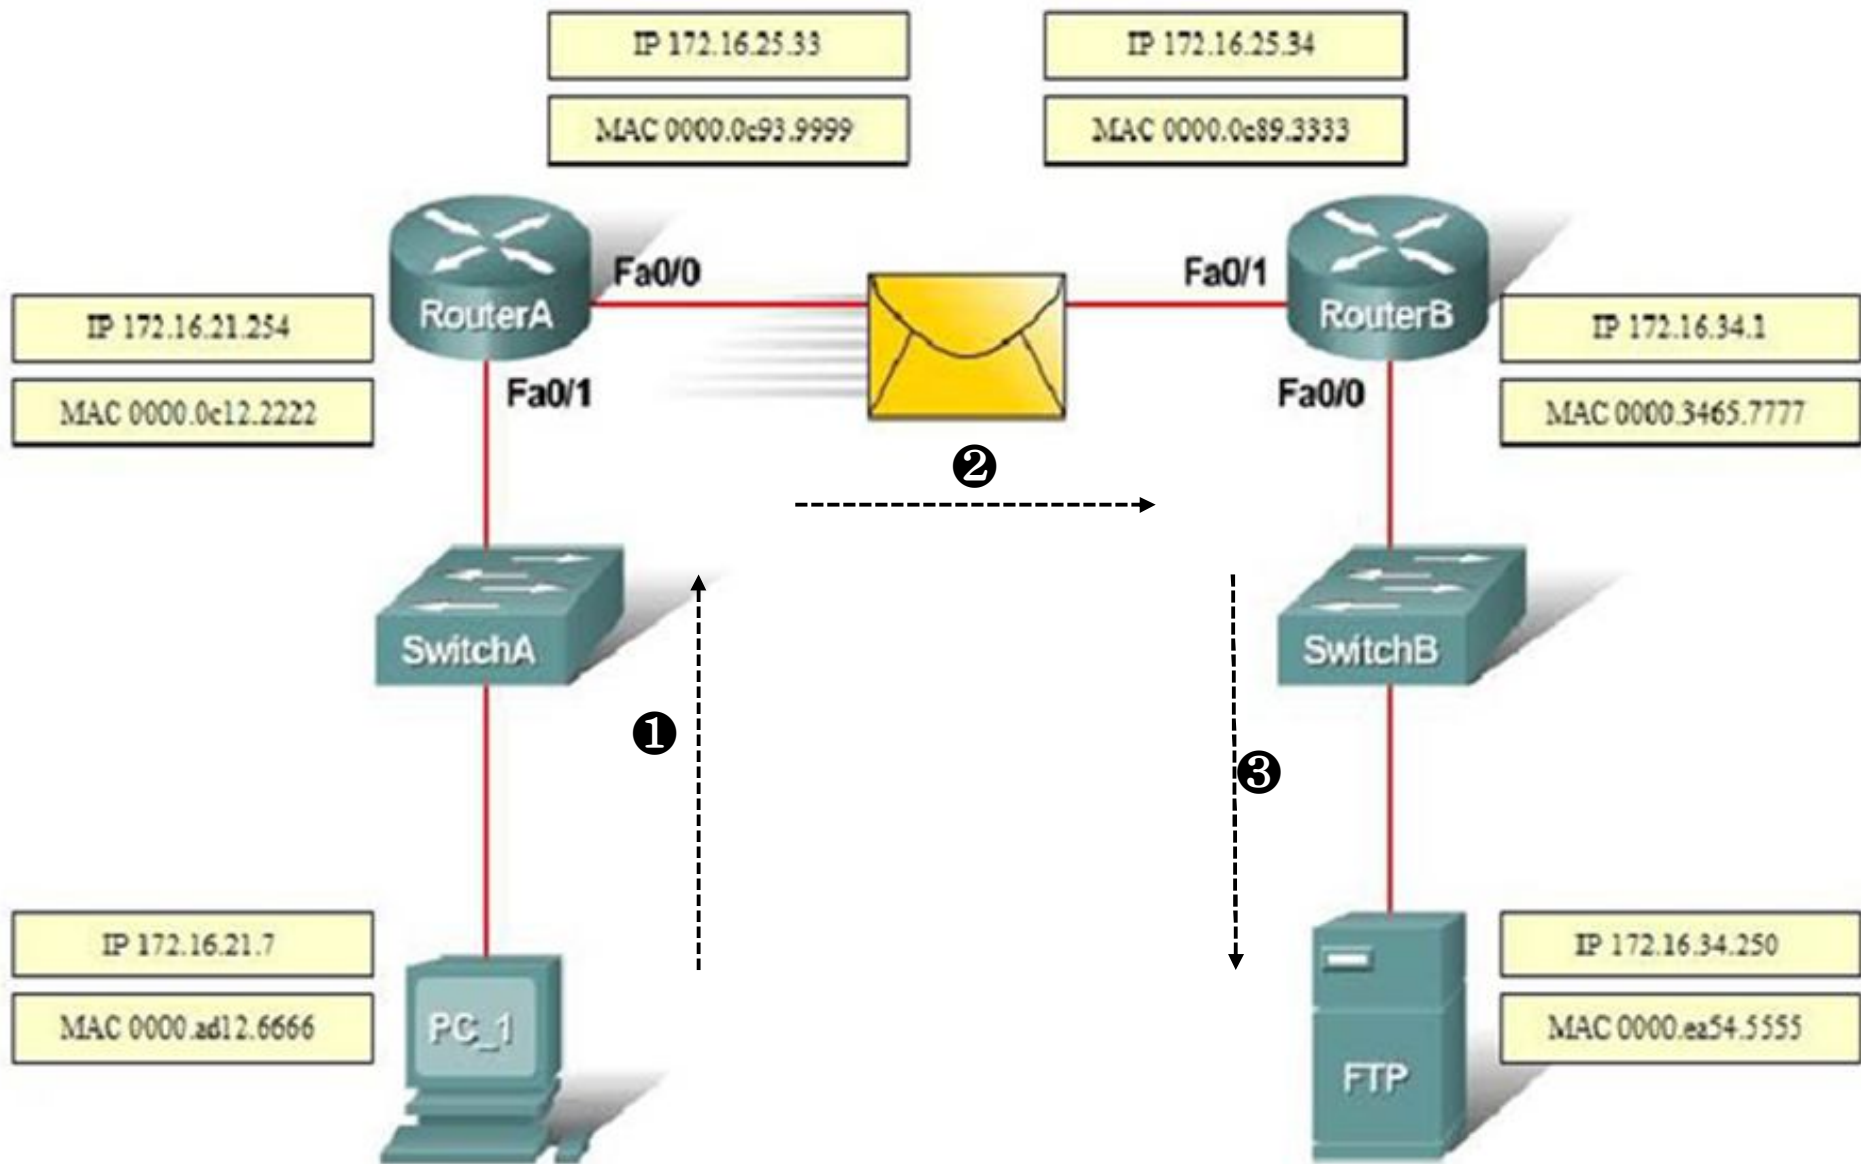 IP 172.16.25.33
IP 172.16.25.34
MAC 0000.0c93.9999
MAC 0000.0c89.3333
Fa0/0
Fa0/1
RouterA
RouterB
IP 172.16.21.254
IP 172.16.34.1
MAC 0000.0c12.2222
Fa0/1
Fa0/0
MAC 0000.3465.7777
❷
SwitchA
SwitchB
❶
❸
IP 172.16.21.7
IP 172.16.34.250
MAC 0000.ad12.6666
PC_1
MAC 0000.ea54.5555
FTP